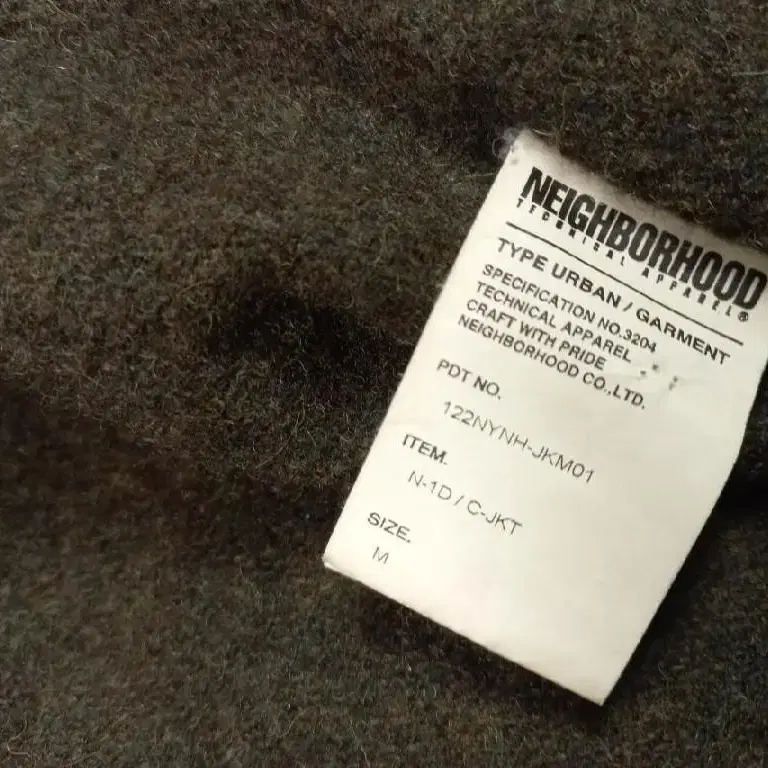 NEIGHBORHOOD
TECHNICAL APPAREL®
TYPE URBAN / GARMENT
SPECIFICATION NO.3204
TECHNICAL APPAREL
CRAFT WITH PRIDE
NEIGHBORHOOD CO.,LTD.
PDT NO.
122NYNH-JKM01
ITEM.
N-1D / C-JKT
SIZE.
M